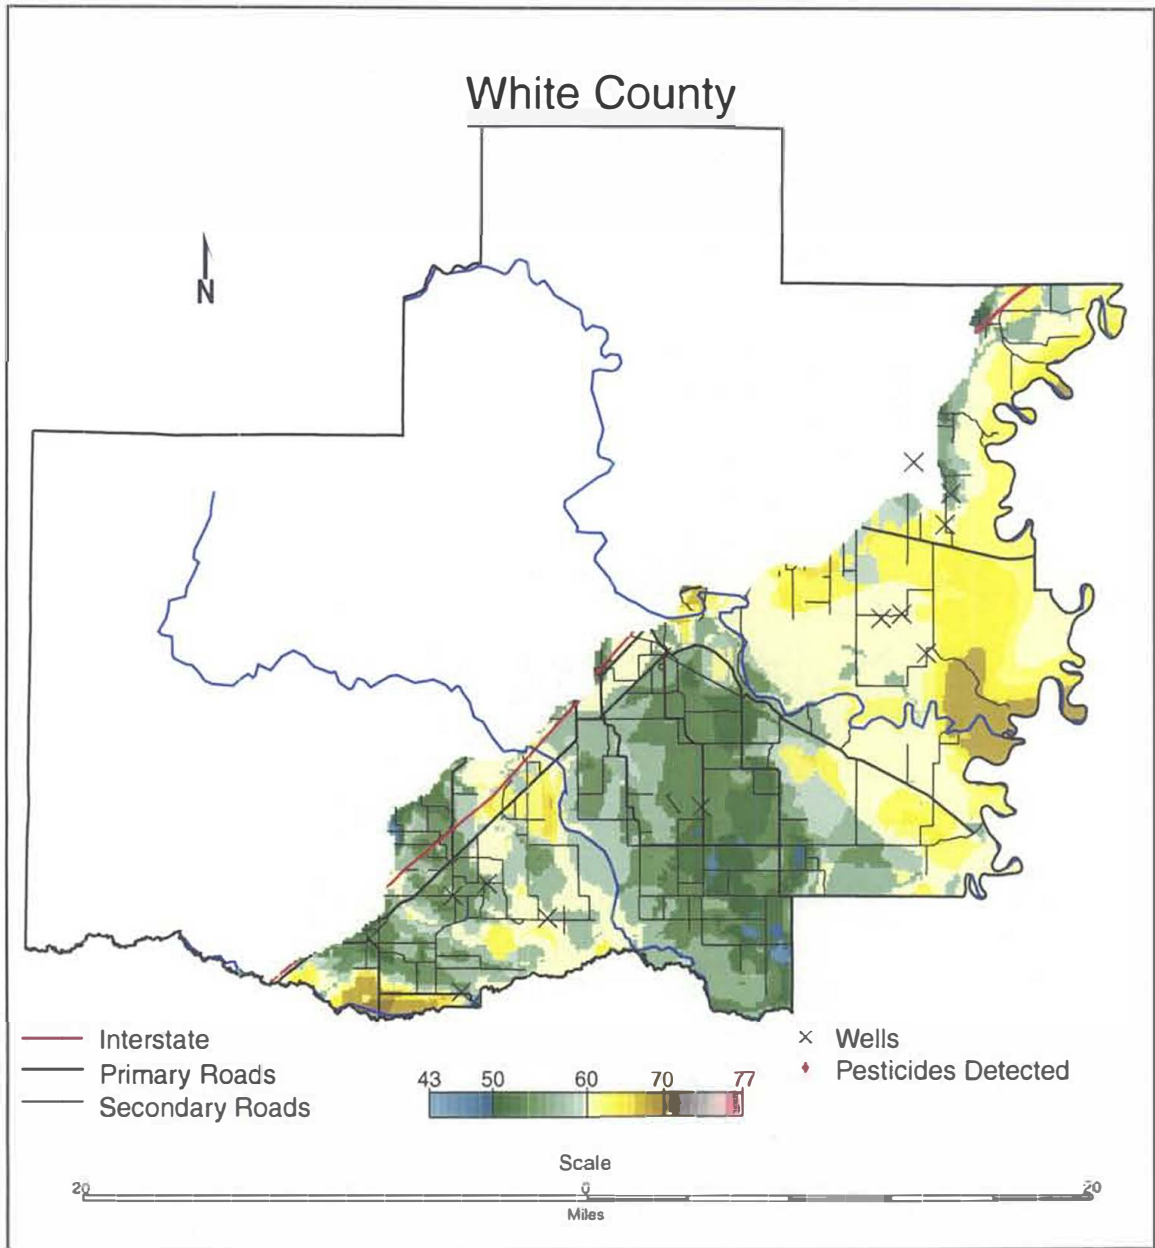 White County
N
Interstate
Primary Roads
Secondary Roads
43 50 60 70 77
Wells
Pesticides Detected
Scale
20 0 20
Miles